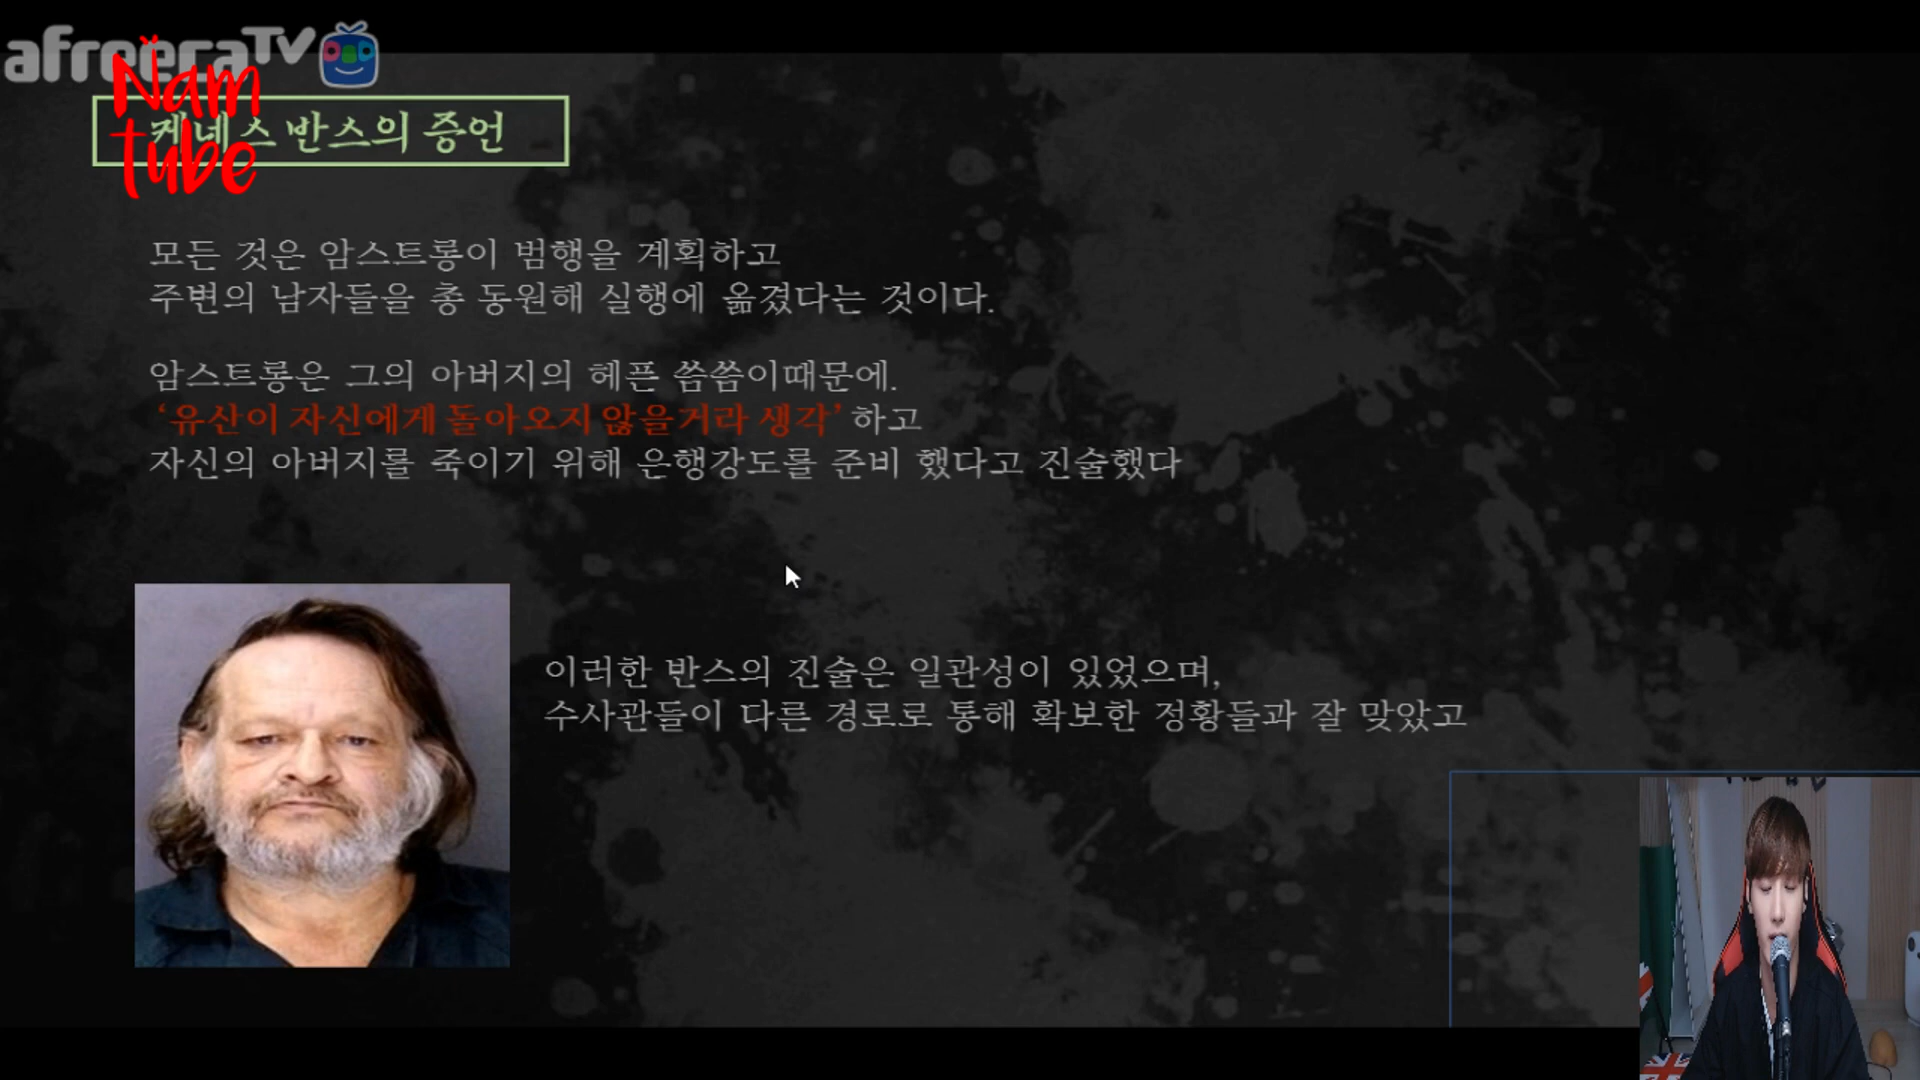 afreecaTV
Nam
tube
케네스 반스의 증언
모든 것은 암스트롱이 범행을 계획하고
주변의 남자들을 총 동원해 실행에 옮겼다는 것이다.
암스트롱은 그의 아버지의 헤픈 씀씀이때문에.
‘유산이 자신에게 돌아오지 않을거라 생각’ 하고
자신의 아버지를 죽이기 위해 은행강도를 준비 했다고 진술했다
이러한 반스의 진술은 일관성이 있었으며,
수사관들이 다른 경로로 통해 확보한 정황들과 잘 맞았고